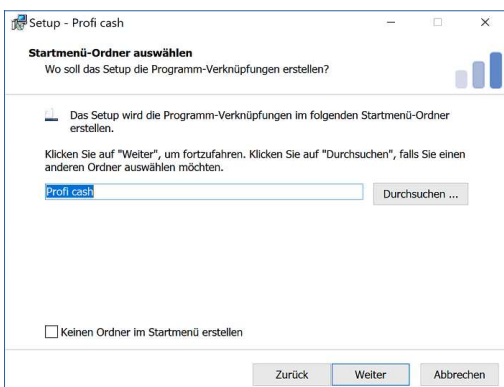 Setup - Profi cash
Startmenü-Ordner auswählen
Wo soll das Setup die Programm-Verknüpfungen erstellen?
Das Setup wird die Programm-Verknüpfungen im folgenden Startmenü-Ordner
erstellen.
Klicken Sie auf "Weiter", um fortzufahren. Klicken Sie auf "Durchsuchen", falls Sie einen
anderen Ordner auswählen möchten.
Profi cash
Durchsuchen ...
Keinen Ordner im Startmenü erstellen
Zurück Weiter Abbrechen